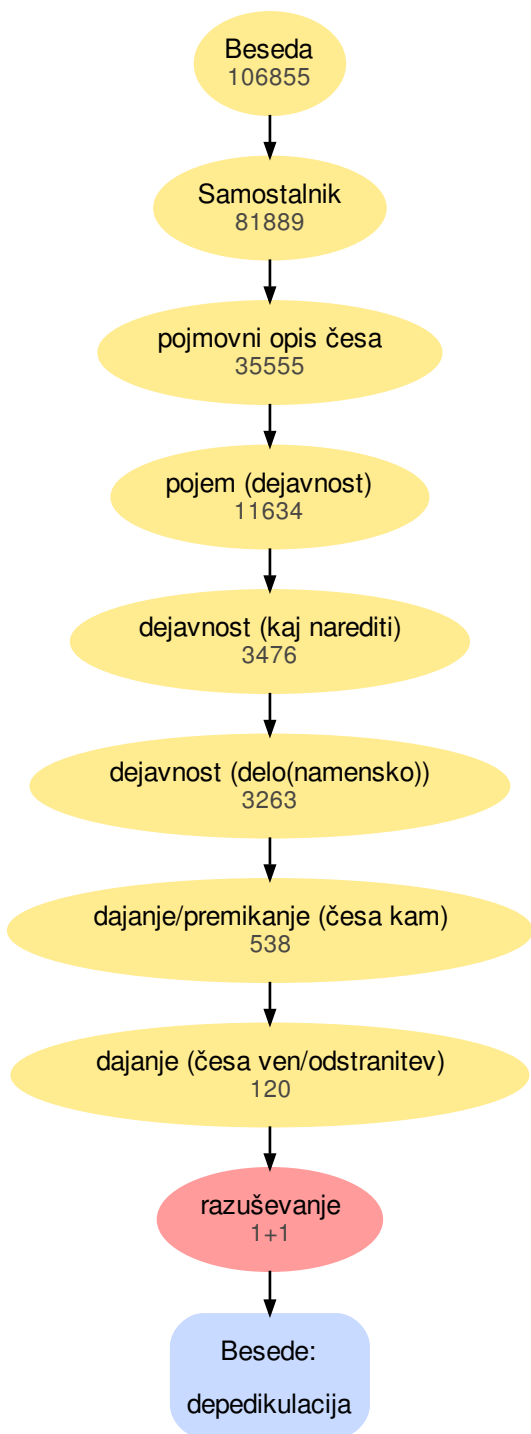 Beseda
106855
Samostalnik
81889
pojmovni opis česa
35555
pojem (dejavnost)
11634
dejavnost (kaj narediti)
3476
dejavnost (delo(namensko))
3263
dajanje/premikanje (česa kam)
538
dajanje (česa ven/odstranitev)
120
razuševanje
1+1
Besede:
depedikulacija